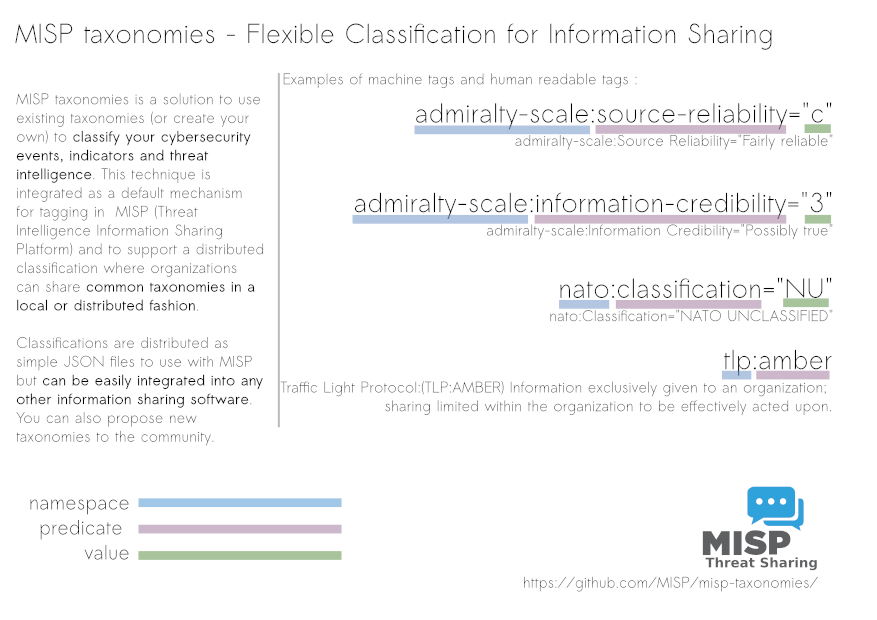 MISP taxonomies - Flexible Classification for Information Sharing
MISP taxonomies is a solution to use
existing taxonomies (or create your
own) to classify your cybersecurity
events, indicators and threat
intelligence. This technique is
integrated as a default mechanism
for tagging in MISP (Threat
Intelligence Information Sharing
Platform) and to support a distributed
classification where organizations
can share common taxonomies in a
local or distributed fashion.
Classifications are distributed as
simple JSON files to use with MISP
but can be easily integrated into any
other information sharing software.
You can also propose new
taxonomies to the community.
Examples of machine tags and human readable tags :
admiralty-scale:source-reliability="c"
admiralty-scale:Source Reliability="Fairly reliable"
admiralty-scale:information-credibility="3"
admiralty-scale:Information Credibility="Possibly true"
nato:classification="NU"
nato:Classification="NATO UNCLASSIFIED"
tlp:amber
Traffic Light Protocol:(TLP:AMBER) Information exclusively given to an organization;
sharing limited within the organization to be effectively acted upon.
namespace
predicate
value
MISP
Threat Sharing
https://github.com/MISP/misp-taxonomies/